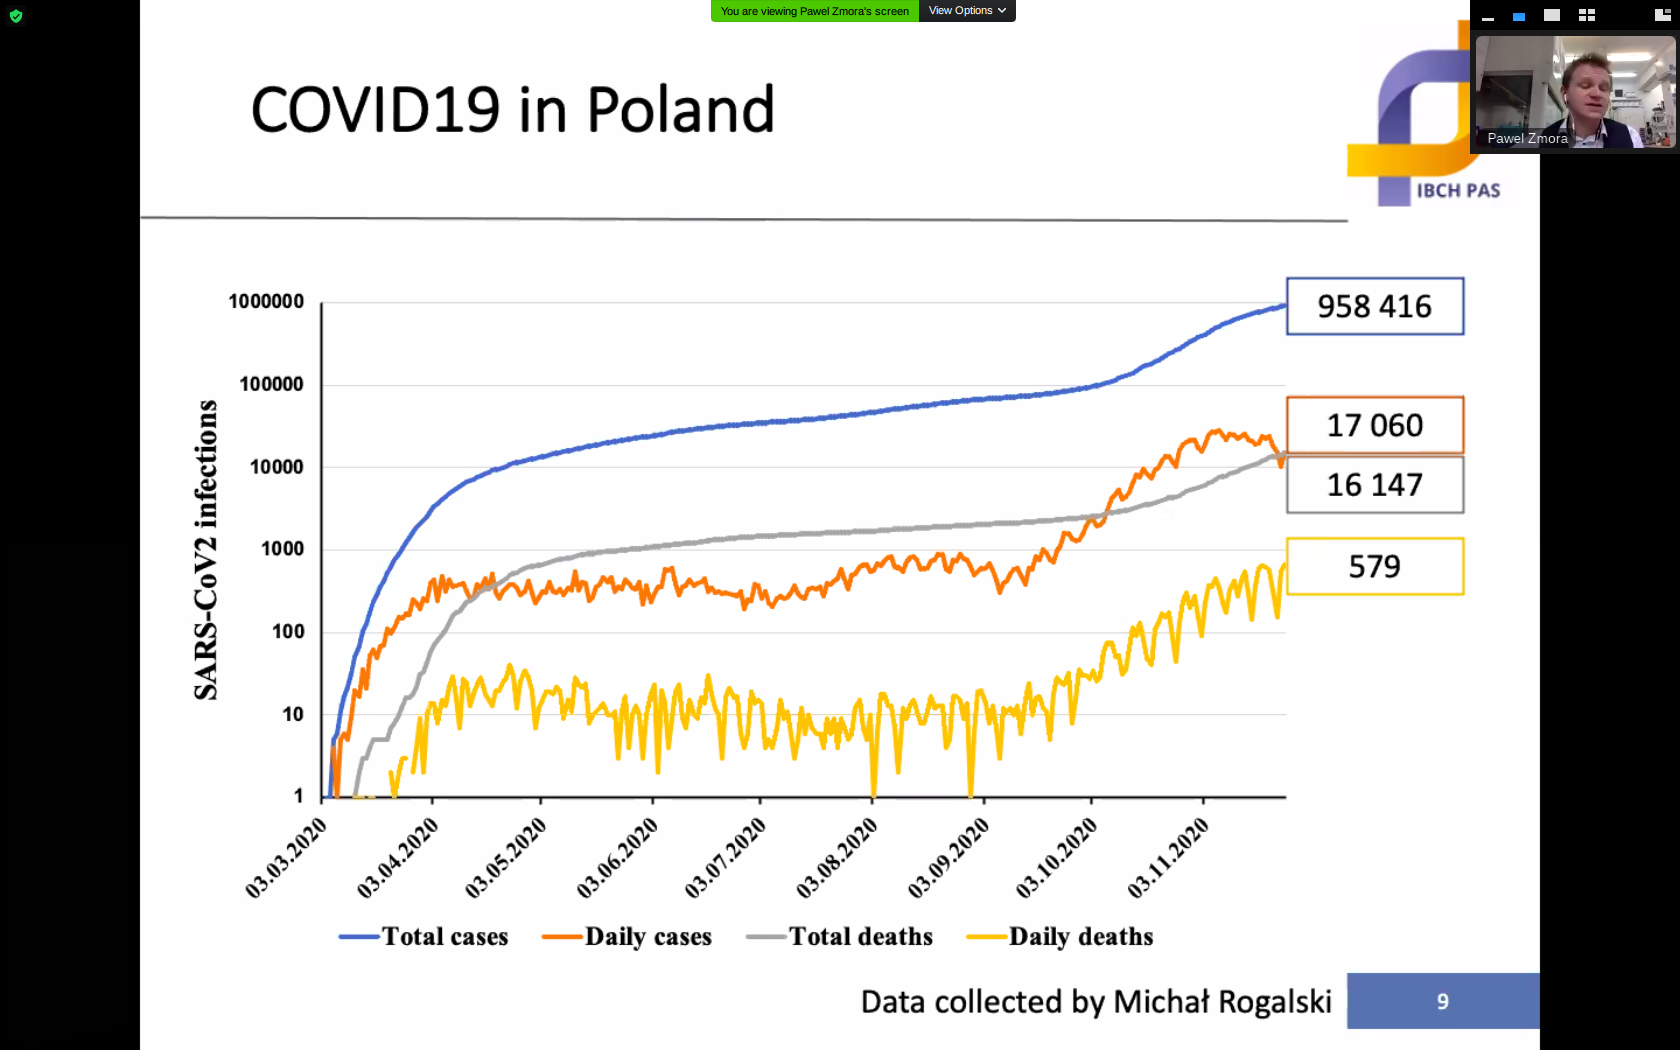 You are viewing Pawel Zmora's screen
View Options
Pawel Zmora
COVID19 in Poland
IBCH PAS
SARS-CoV2 infections
1000000
100000
10000
1000
100
10
1
958 416
17 060
16 147
579
03.03.2020
03.04.2020
03.05.2020
03.06.2020
03.07.2020
03.08.2020
03.09.2020
03.10.2020
03.11.2020
Total cases Daily cases Total deaths Daily deaths
Data collected by Michał Rogalski
9